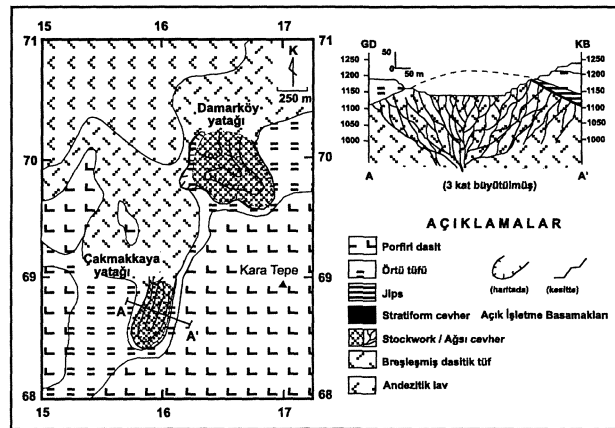 15 16 17
71 71
K
250 m
Damarköy
yatağı
70 70
Çakmakkaya
yatağı
Kara Tepe
69 69
A
A'
68 68
15 16 17
GD KB
50
0
50 m
1250 1250
1200 1200
1150 1150
1100 1100
1050 1050
1000 1000
A A'
(3 kat büyütülmüş)
AÇIKLAMALAR
Porfiri dasit
Örtü tüfü
Jips
Stratiform cevher
Stockwork / Ağsı cevher
Breşleşmiş dasitik tüf
Andezitik lav
(haritada) (kesitte)
Açık İşletme Basamakları